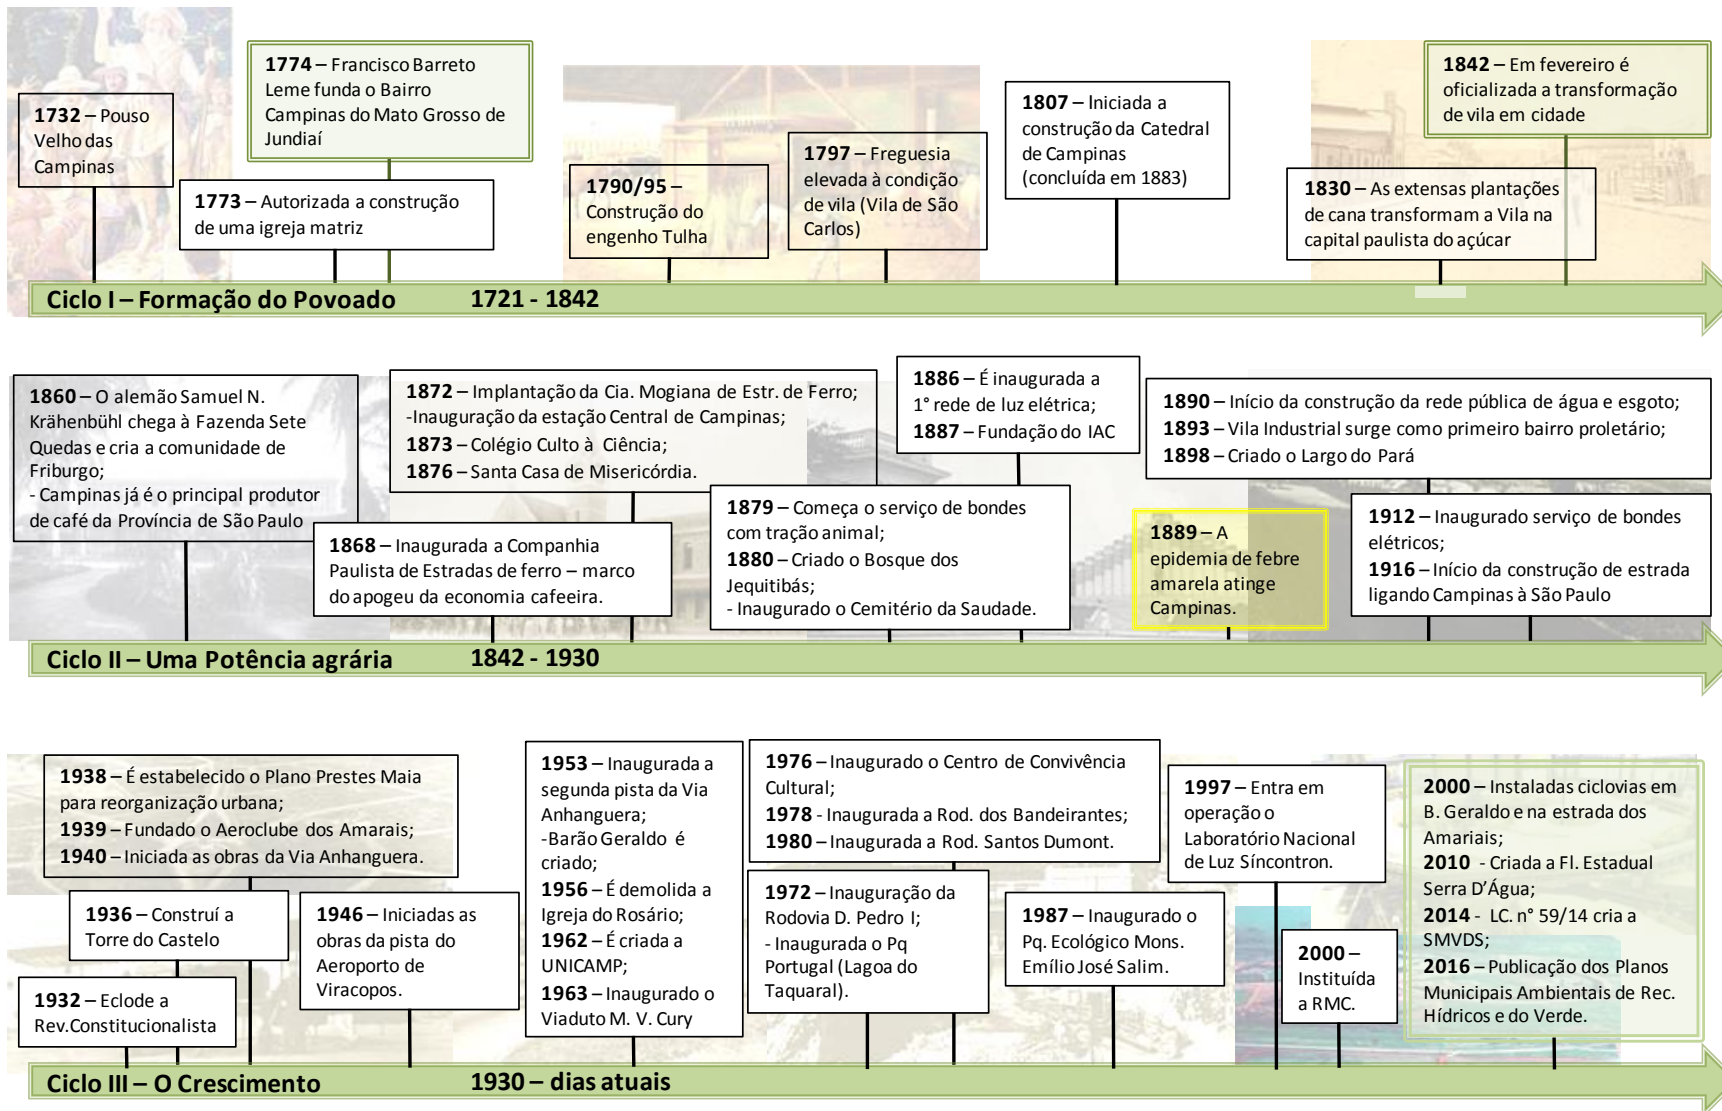 1732 – Pouso
Velho das
Campinas
1774 – Francisco Barreto
Leme funda o Bairro
Campinas do Mato Grosso de
Jundiaí
1773 – Autorizada a construção
de uma igreja matriz
1790/95 –
Construção do
engenho Tulha
1797 – Freguesia
elevada à condição
de vila (Vila de São
Carlos)
1807 – Iniciada a
construção da Catedral
de Campinas
(concluída em 1883)
1830 – As extensas plantações
de cana transformam a Vila na
capital paulista do açúcar
1842 – Em fevereiro é
oficializada a transformação
de vila em cidade
Ciclo I – Formação do Povoado 1721 - 1842
1860 – O alemão Samuel N.
Krähenbühl chega à Fazenda Sete
Quedas e cria a comunidade de
Friburgo;
- Campinas já é o principal produtor
de café da Província de São Paulo
1868 – Inaugurada a Companhia
Paulista de Estradas de ferro – marco
do apogeu da economia cafeeira.
1872 – Implantação da Cia. Mogiana de Estr. de Ferro;
-Inauguração da estação Central de Campinas;
1873 – Colégio Culto à Ciência;
1876 – Santa Casa de Misericórdia.
1879 – Começa o serviço de bondes
com tração animal;
1880 – Criado o Bosque dos
Jequitibás;
- Inaugurado o Cemitério da Saudade.
1886 – É inaugurada a
1° rede de luz elétrica;
1887 – Fundação do IAC
1889 – A
epidemia de febre
amarela atinge
Campinas.
1890 – Início da construção da rede pública de água e esgoto;
1893 – Vila Industrial surge como primeiro bairro proletário;
1898 – Criado o Largo do Pará
1912 – Inaugurado serviço de bondes
elétricos;
1916 – Início da construção de estrada
ligando Campinas à São Paulo
Ciclo II – Uma Potência agrária 1842 - 1930
1938 – É estabelecido o Plano Prestes Maia
para reorganização urbana;
1939 – Fundado o Aeroclube dos Amarais;
1940 – Iniciada as obras da Via Anhanguera.
1936 – Construí a
Torre do Castelo
1932 – Eclode a
Rev.Constitucionalista
1946 – Iniciadas as
obras da pista do
Aeroporto de
Viracopos.
1953 – Inaugurada a
segunda pista da Via
Anhanguera;
-Barão Geraldo é
criado;
1956 – É demolida a
Igreja do Rosário;
1962 – É criada a
UNICAMP;
1963 – Inaugurado o
Viaduto M. V. Cury
1976 – Inaugurado o Centro de Convivência
Cultural;
1978 - Inaugurada a Rod. dos Bandeirantes;
1980 – Inaugurada a Rod. Santos Dumont.
1972 – Inauguração da
Rodovia D. Pedro I;
- Inaugurada o Pq
Portugal (Lagoa do
Taquaral).
1987 – Inaugurado o
Pq. Ecológico Mons.
Emílio José Salim.
1997 – Entra em
operação o
Laboratório Nacional
de Luz Síncontron.
2000 –
Instituída
a RMC.
2000 – Instaladas ciclovias em
B. Geraldo e na estrada dos
Amariais;
2010 - Criada a Fl. Estadual
Serra D’Água;
2014 - LC. n° 59/14 cria a
SMVDS;
2016 – Publicação dos Planos
Municipais Ambientais de Rec.
Hídricos e do Verde.
Ciclo III – O Crescimento 1930 – dias atuais